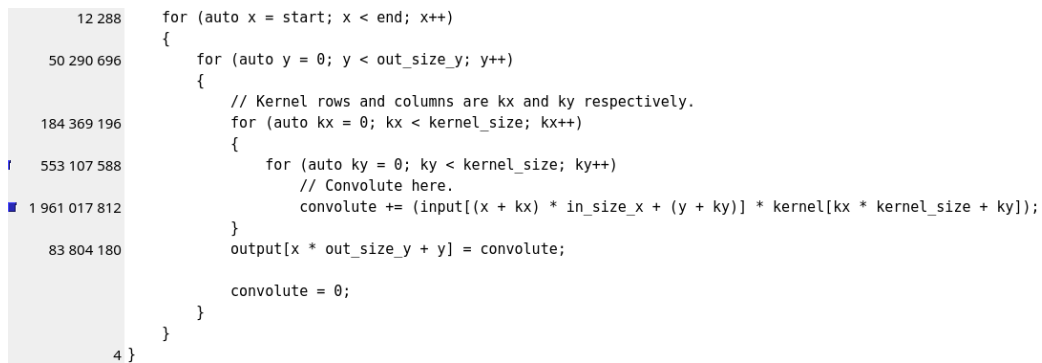 12 288 for (auto x = start; x < end; x++)
{
50 290 696 for (auto y = 0; y < out_size_y; y++)
{
// Kernel rows and columns are kx and ky respectively.
184 369 196 for (auto kx = 0; kx < kernel_size; kx++)
{
553 107 588 for (auto ky = 0; ky < kernel_size; ky++)
// Convolute here.
1 961 017 812 convolute += (input[(x + kx) * in_size_x + (y + ky)] * kernel[kx * kernel_size + ky]);
}
83 804 180 output[x * out_size_y + y] = convolute;
convolute = 0;
}
}
4 }